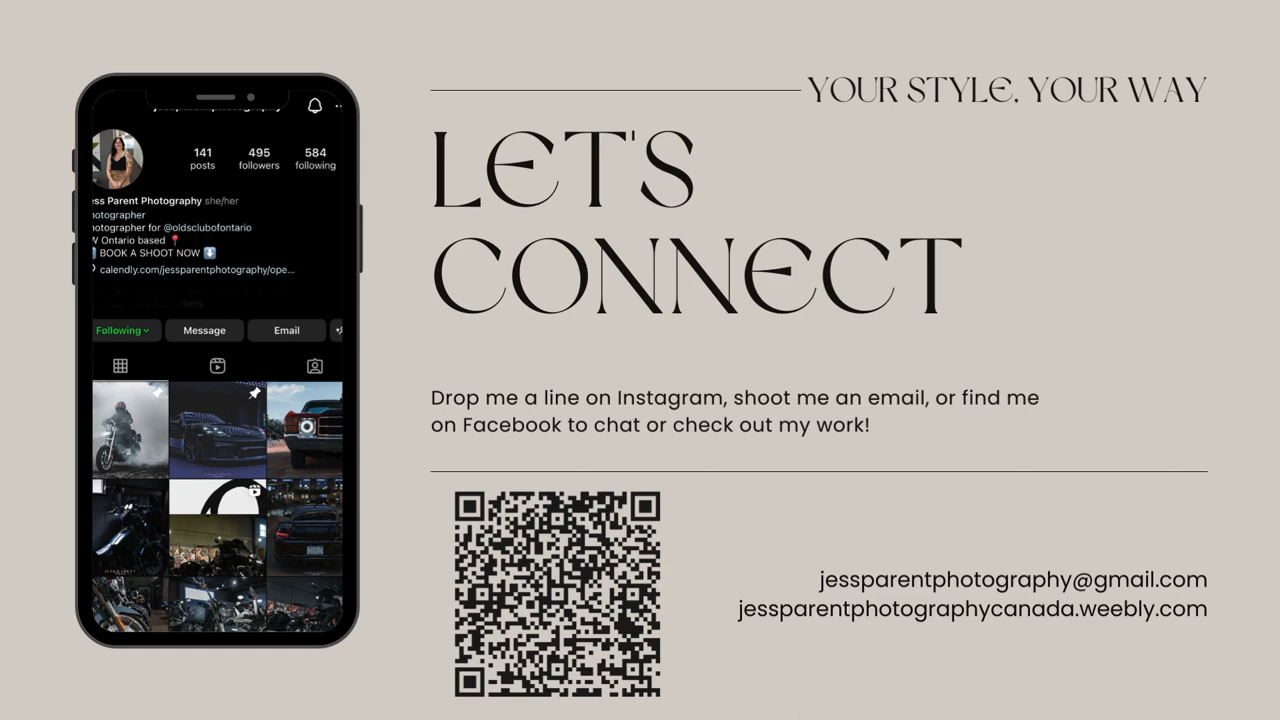 141
495
584
posts
followers
following
ess Parent Photography she/her
hotographer
hotographer for @oldsclubofontario
W Ontario based
BOOK A SHOOT NOW
calendly.com/jessparentphotography/ope...
Following
Message
Email
YOUR STYLE, YOUR WAY
LET'S
CONNECT
Drop me a line on Instagram, shoot me an email, or find me
on Facebook to chat or check out my work!
jessparentphotography@gmail.com
jessparentphotographycanada.weebly.com